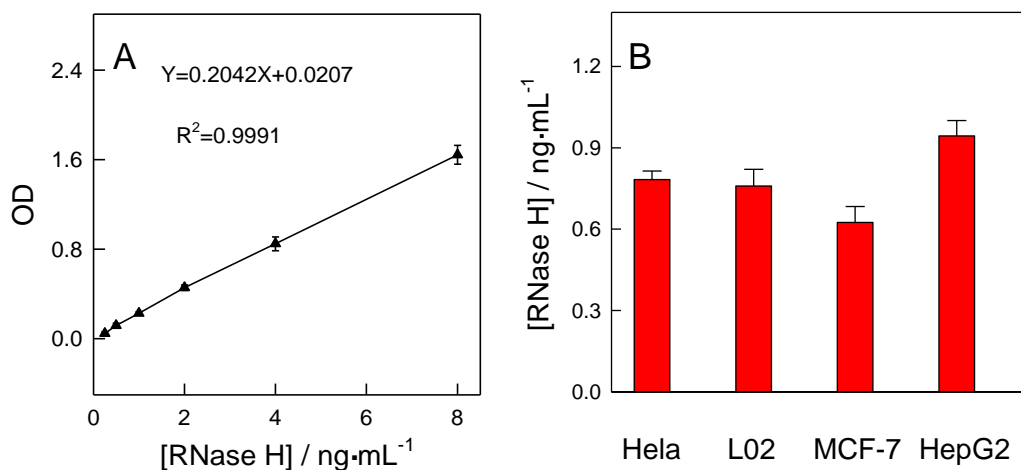 A
Y=0.2042X+0.0207
R²=0.9991
2.4
1.6
0.8
0.0
OD
0 2 4 6 8
[RNase H] / ng·mL⁻¹
B
1.2
0.9
0.6
0.3
0.0
[RNase H] / ng·mL⁻¹
Hela L02 MCF-7 HepG2